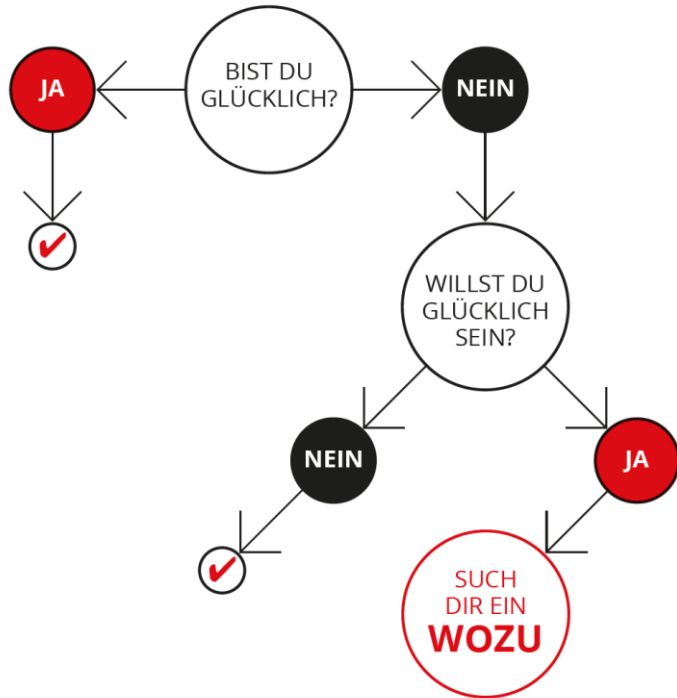 BIST DU
GLÜCKLICH?
JA
NEIN
WILLST DU
GLÜCKLICH
SEIN?
NEIN
JA
SUCH
DIR EIN
WOZU